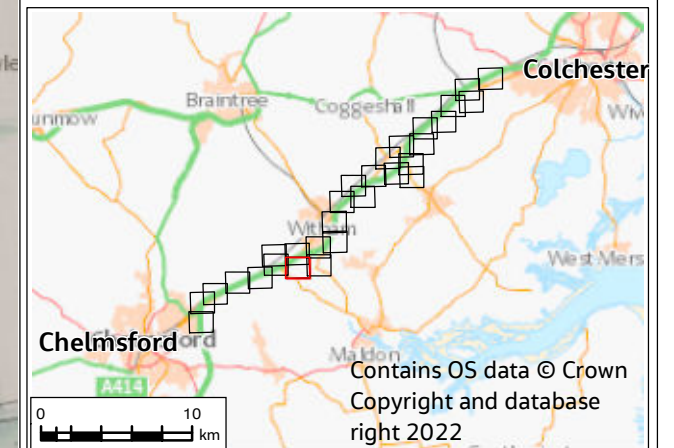 Colchester
Braintree
Coggeshall
unmow
Witham
West Mers
Chelmsford
Maldon
A414
Contains OS data © Crown
Copyright and database
right 2022
0 10
km